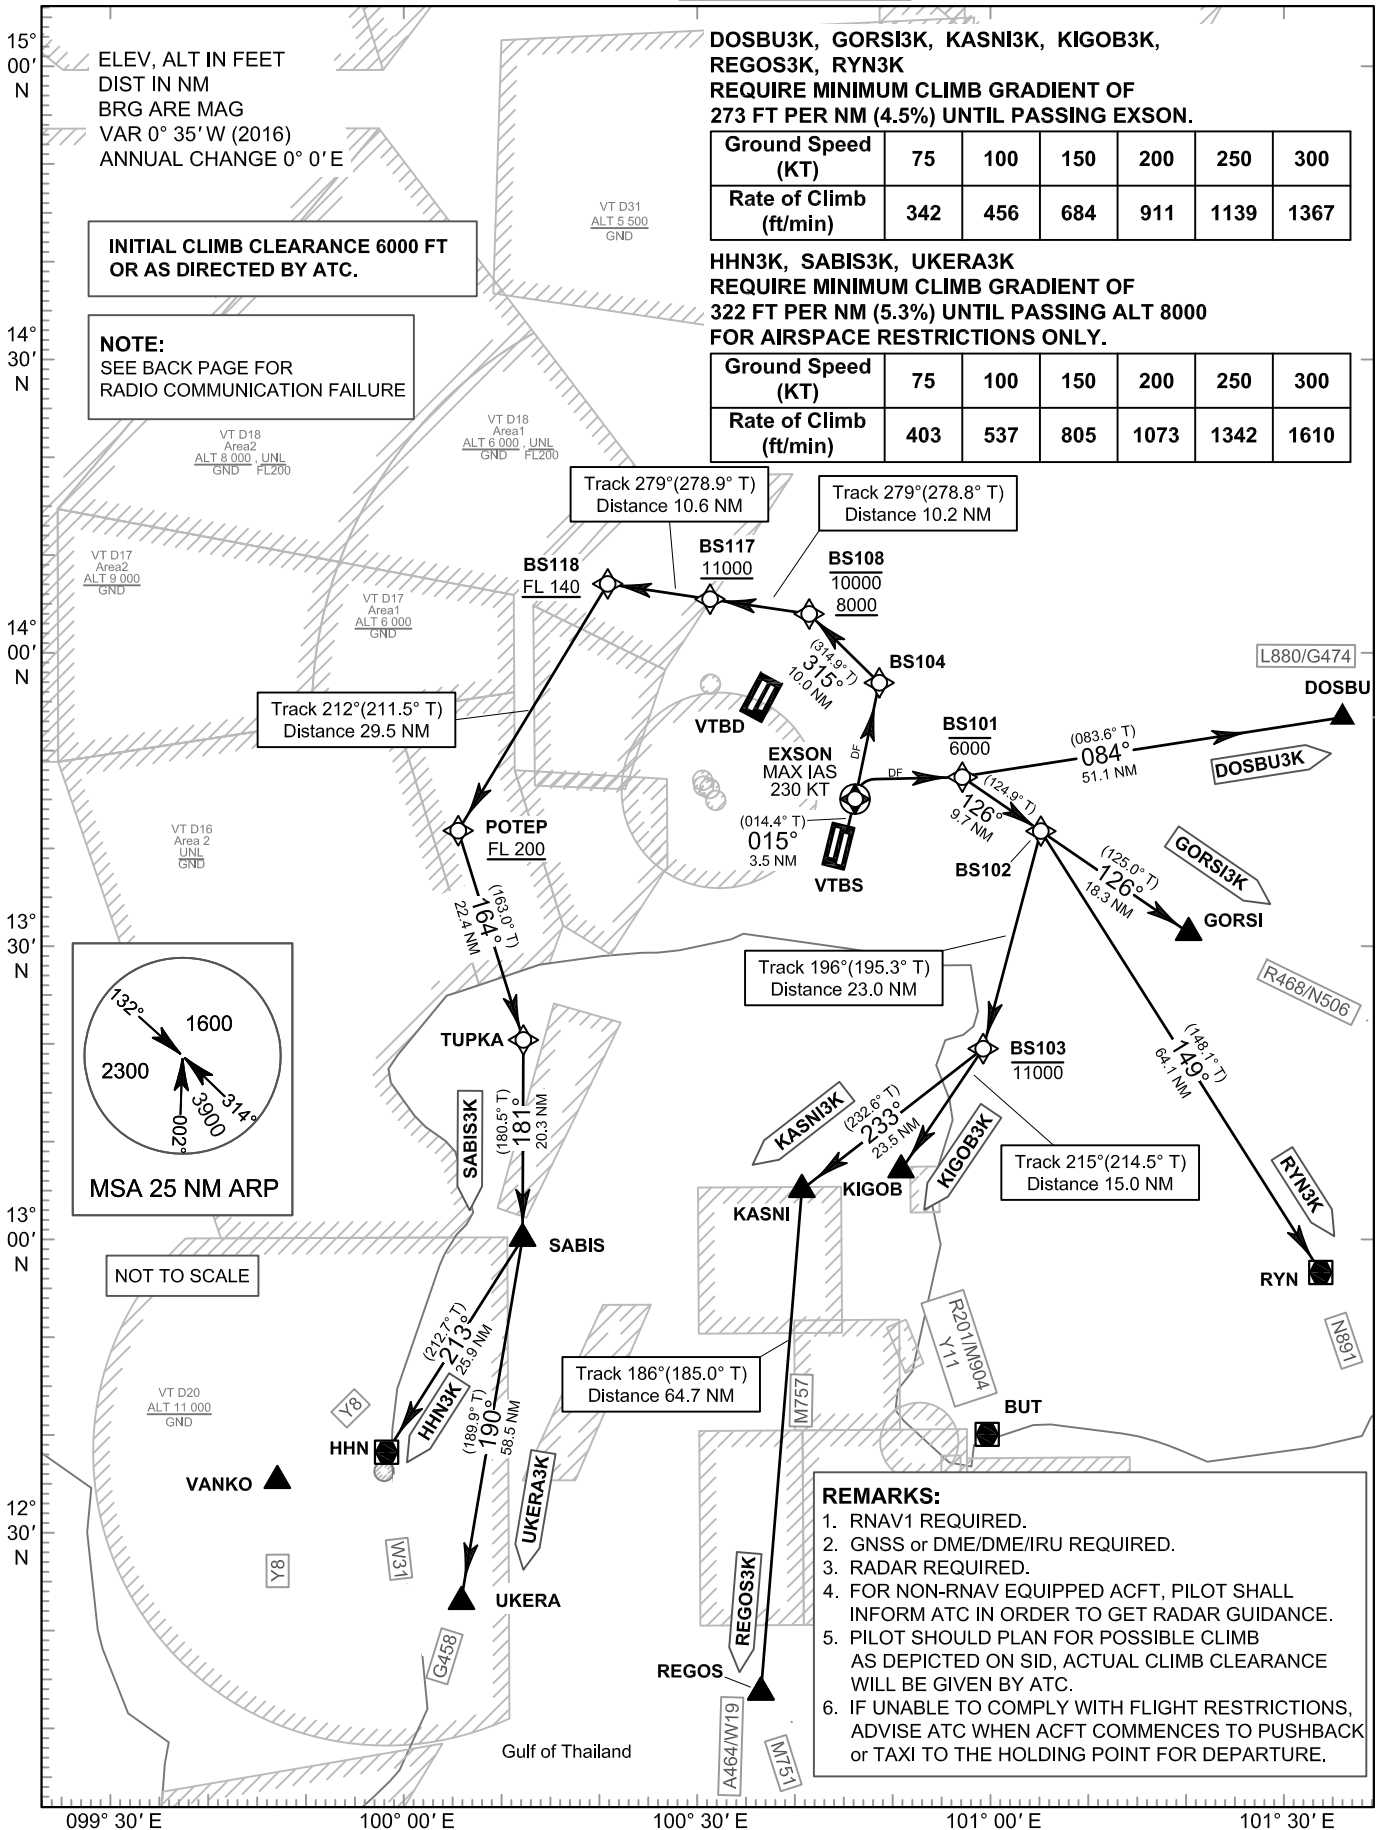 15°
00′
N
ELEV, ALT IN FEET
DIST IN NM
BRG ARE MAG
VAR 0° 35′ W (2016)
ANNUAL CHANGE 0° 0′ E
INITIAL CLIMB CLEARANCE 6000 FT
OR AS DIRECTED BY ATC.
NOTE:
SEE BACK PAGE FOR
RADIO COMMUNICATION FAILURE
DOSBU3K, GORSI3K, KASNI3K, KIGOB3K,
REGOS3K, RYN3K
REQUIRE MINIMUM CLIMB GRADIENT OF
273 FT PER NM (4.5%) UNTIL PASSING EXSON.
Ground Speed (KT) 75 100 150 200 250 300
Rate of Climb (ft/min) 342 456 684 911 1139 1367
HHN3K, SABIS3K, UKERA3K
REQUIRE MINIMUM CLIMB GRADIENT OF
322 FT PER NM (5.3%) UNTIL PASSING ALT 8000
FOR AIRSPACE RESTRICTIONS ONLY.
Ground Speed (KT) 75 100 150 200 250 300
Rate of Climb (ft/min) 403 537 805 1073 1342 1610
VT D31
ALT 5 500
GND
14°
30′
N
VT D18
Area2
ALT 8 000 , UNL
GND FL200
VT D18
Area1
ALT 6 000 , UNL
GND FL200
Track 279°(278.9° T)
Distance 10.6 NM
Track 279°(278.8° T)
Distance 10.2 NM
VT D17
Area2
ALT 9 000
GND
VT D17
Area1
ALT 6 000
GND
BS118
FL 140
BS117
11000
BS108
10000
8000
14°
00′
N
(314.9° T)
315°
10.0 NM
BS104
L880/G474
DOSBU
Track 212°(211.5° T)
Distance 29.5 NM
VTBD
DF
EXSON
MAX IAS
230 KT
DF
BS101
6000
(083.6° T)
084°
51.1 NM
DOSBU3K
(124.9° T)
126°
9.7 NM
(014.4° T)
015°
3.5 NM
VTBS
BS102
(125.0° T)
126°
18.3 NM
GORSI3K
GORSI
VT D16
Area 2
UNL
GND
POTEP
FL 200
(163.0° T)
164°
22.4 NM
13°
30′
N
Track 196°(195.3° T)
Distance 23.0 NM
R468/N506
132°
1600
2300
314°
3900
002°
MSA 25 NM ARP
TUPKA
BS103
11000
(148.1° T)
149°
64.1 NM
SABIS3K
(180.5° T)
181°
20.3 NM
KASNI3K
(232.6° T)
233°
23.5 NM
KIGOB3K
Track 215°(214.5° T)
Distance 15.0 NM
RYN3K
KIGOB
KASNI
13°
00′
N
NOT TO SCALE
SABIS
RYN
(212.7° T)
213°
25.9 NM
R201/M904
Y11
N891
Track 186°(185.0° T)
Distance 64.7 NM
M757
VT D20
ALT 11 000
GND
Y8
HHN3K
HHN
(189.9° T)
190°
58.5 NM
BUT
VANKO
UKERA3K
12°
30′
N
Y8
W31
UKERA
G458
REGOS3K
REGOS
A464/W19
M751
Gulf of Thailand
REMARKS:
1. RNAV1 REQUIRED.
2. GNSS or DME/DME/IRU REQUIRED.
3. RADAR REQUIRED.
4. FOR NON-RNAV EQUIPPED ACFT, PILOT SHALL
INFORM ATC IN ORDER TO GET RADAR GUIDANCE.
5. PILOT SHOULD PLAN FOR POSSIBLE CLIMB
AS DEPICTED ON SID, ACTUAL CLIMB CLEARANCE
WILL BE GIVEN BY ATC.
6. IF UNABLE TO COMPLY WITH FLIGHT RESTRICTIONS,
ADVISE ATC WHEN ACFT COMMENCES TO PUSHBACK
or TAXI TO THE HOLDING POINT FOR DEPARTURE.
099° 30′ E
100° 00′ E
100° 30′ E
101° 00′ E
101° 30′ E